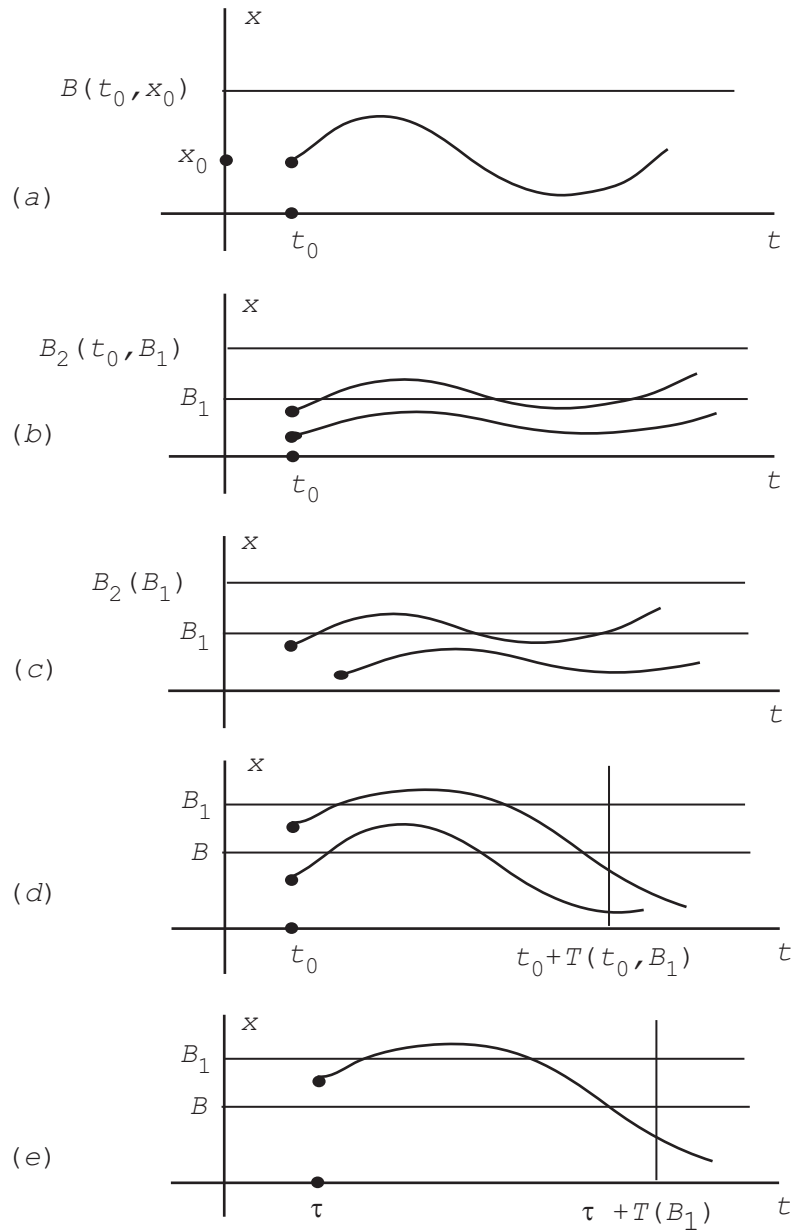 x
B(t₀,x₀)
x₀
(a)
t₀ t
x
B₂(t₀,B₁)
B₁
(b)
t₀ t
x
B₂(B₁)
B₁
(c)
t
x
B₁
B
(d)
t₀ t₀+T(t₀,B₁) t
x
B₁
B
(e)
τ τ +T(B₁) t